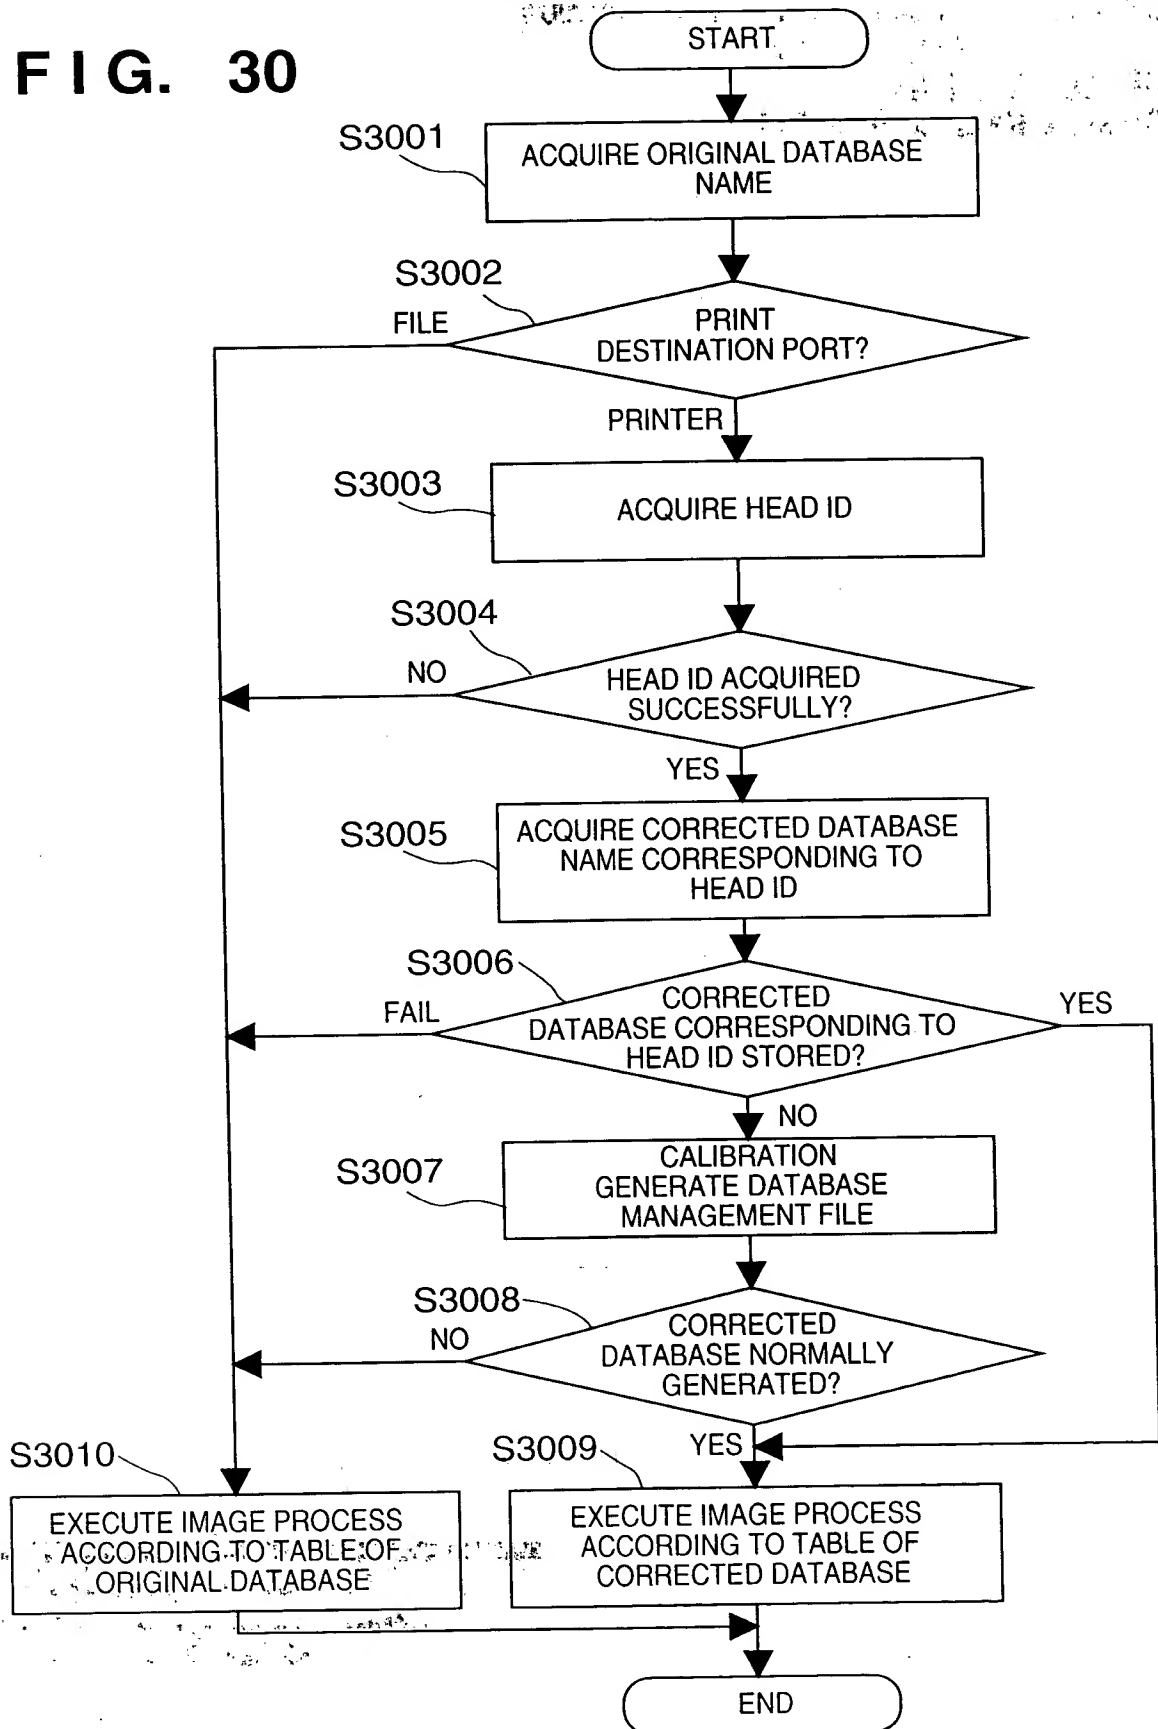 FIG. 30
START
S3001
ACQUIRE ORIGINAL DATABASE
NAME
S3002
FILE
PRINT
DESTINATION PORT?
PRINTER
S3003
ACQUIRE HEAD ID
S3004
NO
HEAD ID ACQUIRED
SUCCESSFULLY?
YES
S3005
ACQUIRE CORRECTED DATABASE
NAME CORRESPONDING TO
HEAD ID
S3006
FAIL
CORRECTED
DATABASE CORRESPONDING TO
HEAD ID STORED?
YES
NO
S3007
CALIBRATION
GENERATE DATABASE
MANAGEMENT FILE
S3008
NO
CORRECTED
DATABASE NORMALLY
GENERATED?
YES
S3010
EXECUTE IMAGE PROCESS
ACCORDING TO TABLE OF
ORIGINAL DATABASE
S3009
EXECUTE IMAGE PROCESS
ACCORDING TO TABLE OF
CORRECTED DATABASE
END